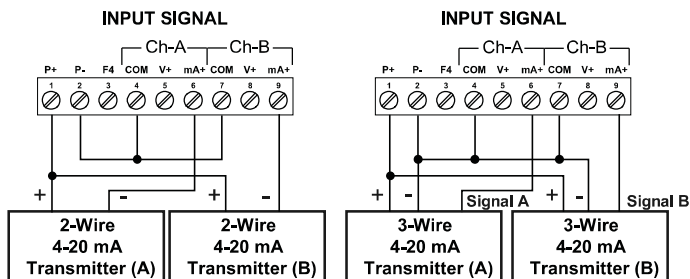 INPUT SIGNAL
Ch-A Ch-B
P+ P- F4 COM V+ mA+ COM V+ mA+
1 2 3 4 5 6 7 8 9
+ - + -
2-Wire
4-20 mA
Transmitter (A)
2-Wire
4-20 mA
Transmitter (B)
INPUT SIGNAL
Ch-A Ch-B
P+ P- F4 COM V+ mA+ COM V+ mA+
1 2 3 4 5 6 7 8 9
+ - Signal A + - Signal B
3-Wire
4-20 mA
Transmitter (A)
3-Wire
4-20 mA
Transmitter (B)